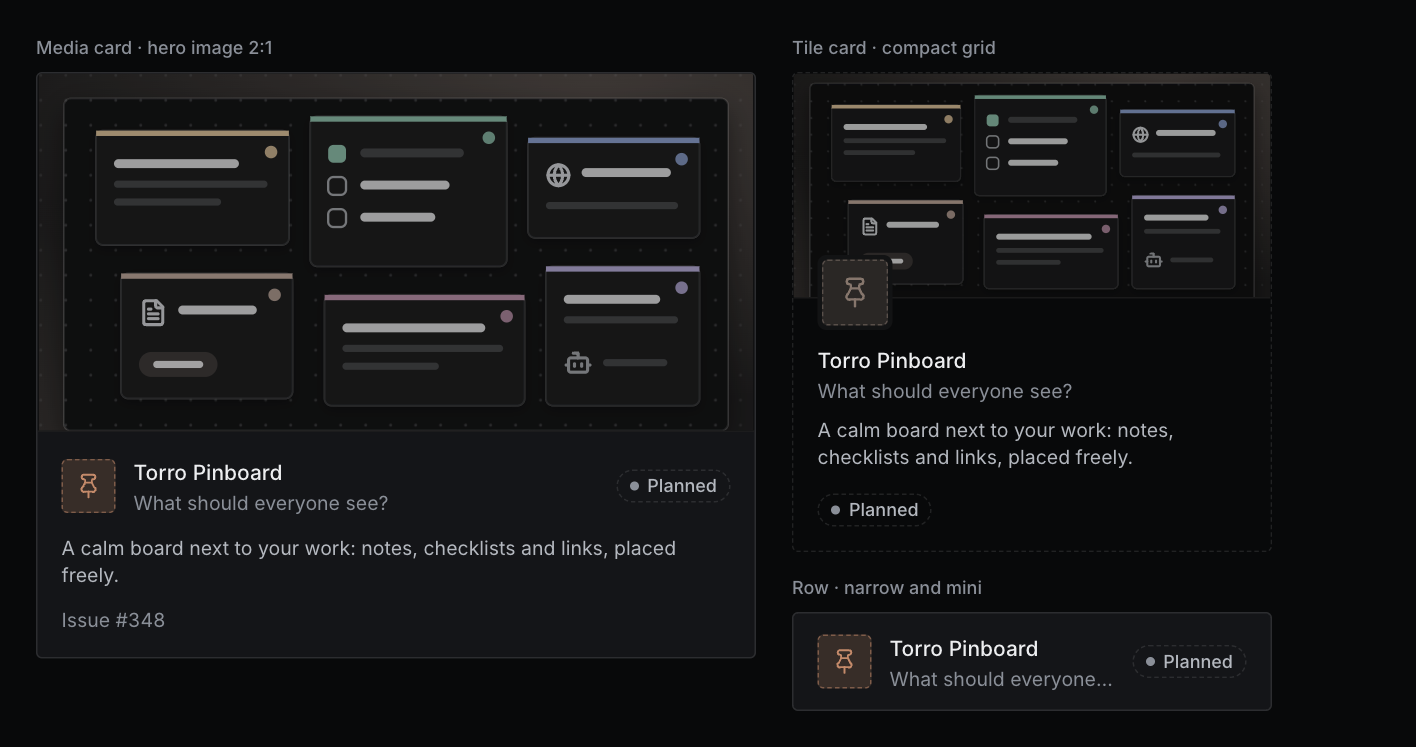 Media card · hero image 2:1
Torro Pinboard
What should everyone see?
Planned
A calm board next to your work: notes, checklists and links, placed
freely.
Issue #348
Tile card · compact grid
Torro Pinboard
What should everyone see?
A calm board next to your work: notes,
checklists and links, placed freely.
Planned
Row · narrow and mini
Torro Pinboard
What should everyone...
Planned